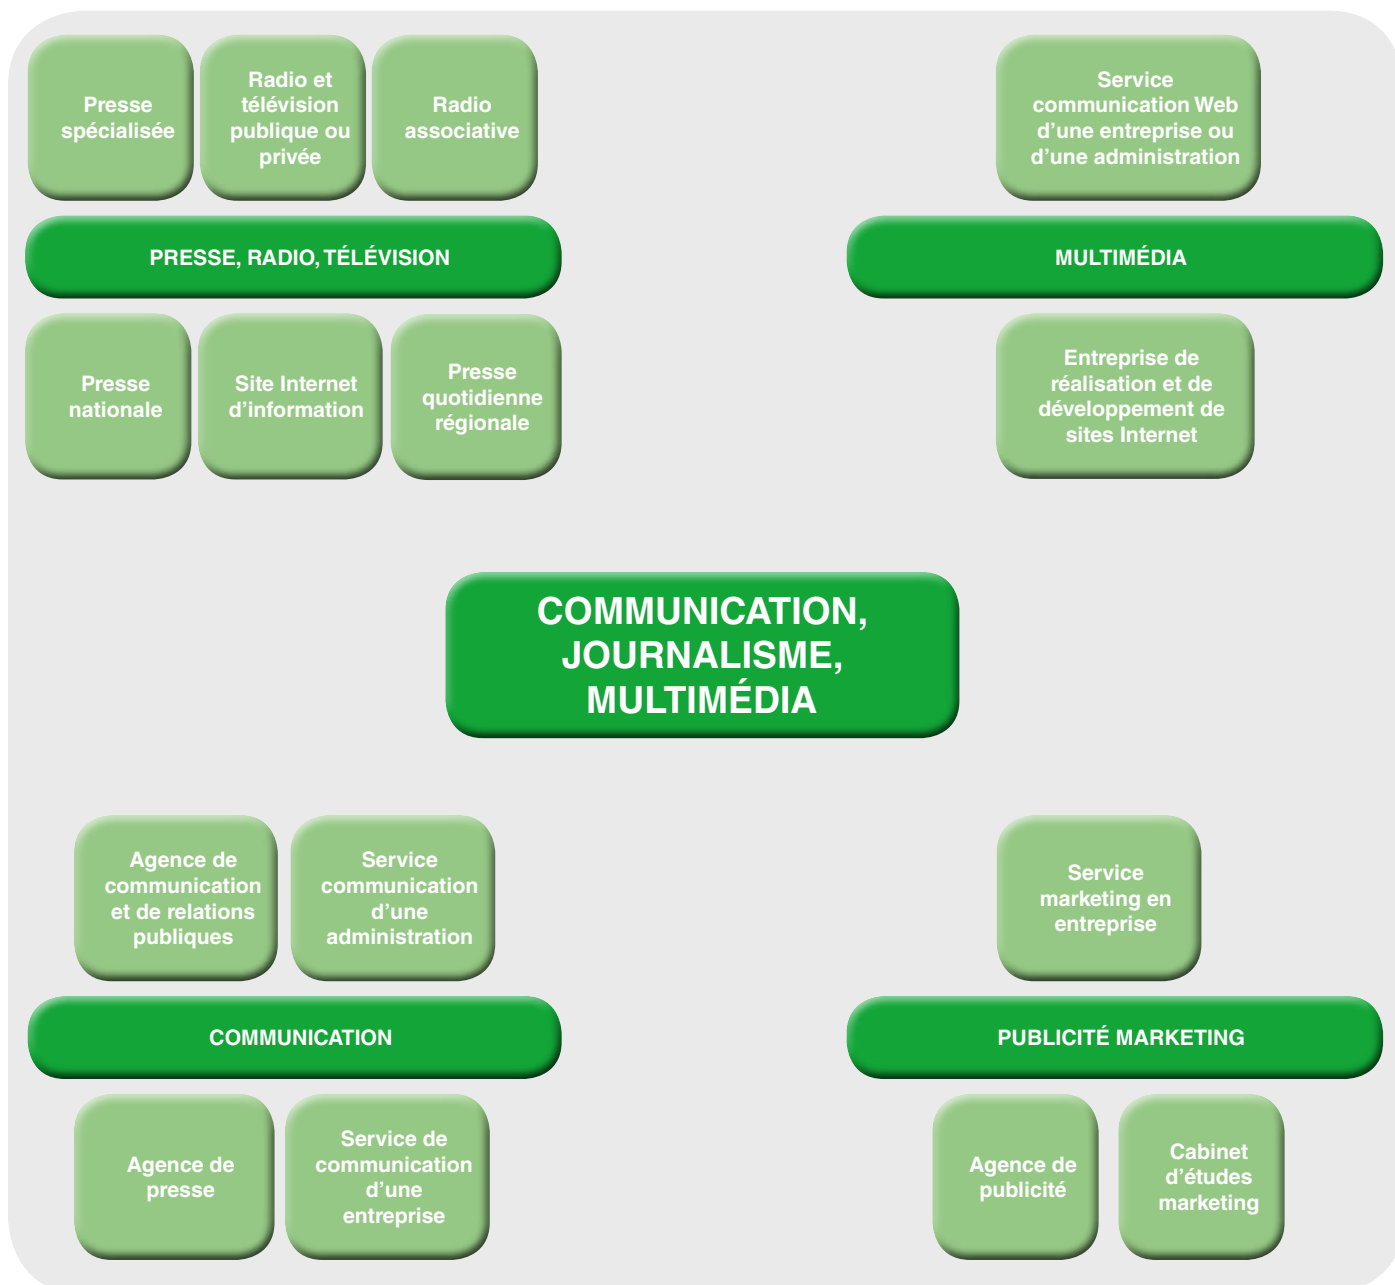 Presse
spécialisée
Radio et
télévision
publique ou
privée
Radio
associative
PRESSE, RADIO, TÉLÉVISION
Presse
nationale
Site Internet
d’information
Presse
quotidienne
régionale
Service
communication Web
d’une entreprise ou
d’une administration
MULTIMÉDIA
Entreprise de
réalisation et de
développement de
sites Internet
COMMUNICATION,
JOURNALISME,
MULTIMÉDIA
Agence de
communication
et de relations
publiques
Service
communication
d’une
administration
COMMUNICATION
Agence de
presse
Service de
communication
d’une
entreprise
Service
marketing en
entreprise
PUBLICITÉ MARKETING
Agence de
publicité
Cabinet
d’études
marketing